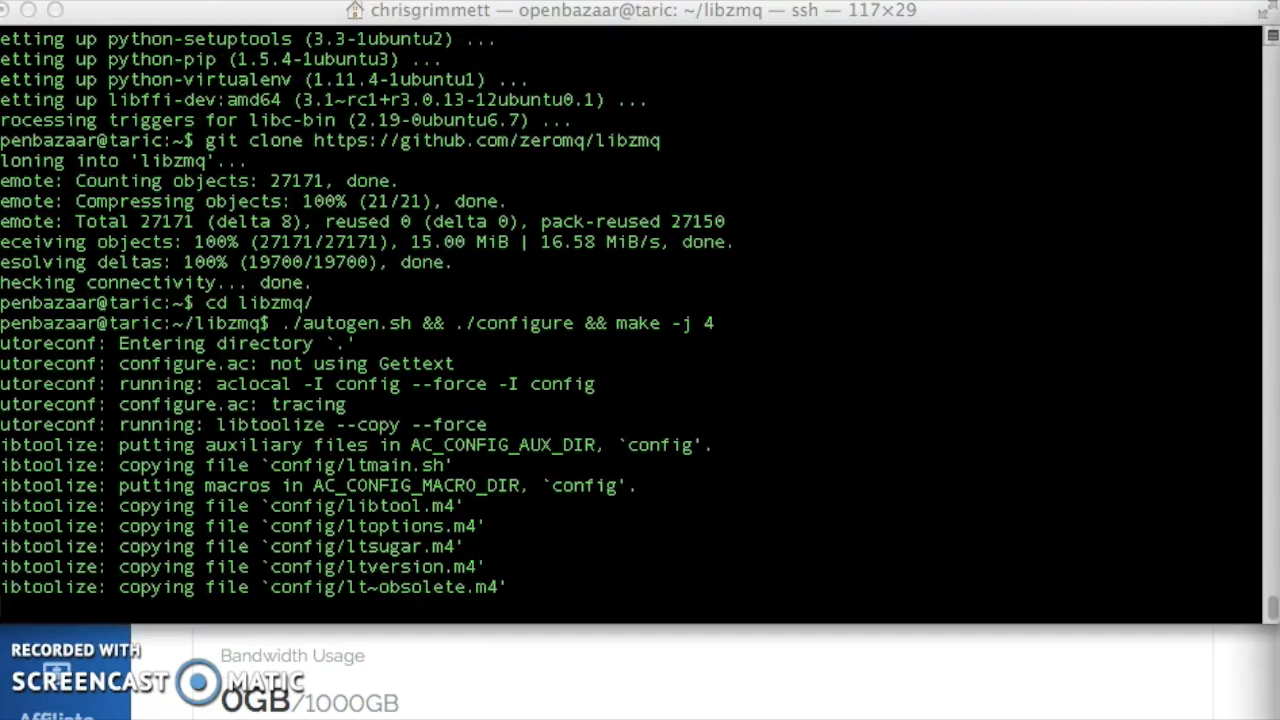 chrisgrimmett — openbazaar@taric: ~/libzmq — ssh — 117×29
etting up python-setuptools (3.3-1ubuntu2) ...
etting up python-pip (1.5.4-1ubuntu3) ...
etting up python-virtualenv (1.11.4-1ubuntu1) ...
etting up libffi-dev:amd64 (3.1~rc1+r3.0.13-12ubuntu0.1) ...
rocessing triggers for libc-bin (2.19-0ubuntu6.7) ...
penbazaar@taric:~$ git clone https://github.com/zeromq/libzmq
loning into 'libzmq'...
emote: Counting objects: 27171, done.
emote: Compressing objects: 100% (21/21), done.
emote: Total 27171 (delta 8), reused 0 (delta 0), pack-reused 27150
eceiving objects: 100% (27171/27171), 15.00 MiB | 16.58 MiB/s, done.
esolving deltas: 100% (19700/19700), done.
hecking connectivity... done.
penbazaar@taric:~$ cd libzmq/
penbazaar@taric:~/libzmq$ ./autogen.sh && ./configure && make -j 4
utoreconf: Entering directory `.'
utoreconf: configure.ac: not using Gettext
utoreconf: running: aclocal -I config --force -I config
utoreconf: configure.ac: tracing
utoreconf: running: libtoolize --copy --force
ibtoolize: putting auxiliary files in AC_CONFIG_AUX_DIR, `config'.
ibtoolize: copying file `config/ltmain.sh'
ibtoolize: putting macros in AC_CONFIG_MACRO_DIR, `config'.
ibtoolize: copying file `config/libtool.m4'
ibtoolize: copying file `config/ltoptions.m4'
ibtoolize: copying file `config/ltsugar.m4'
ibtoolize: copying file `config/ltversion.m4'
ibtoolize: copying file `config/lt~obsolete.m4'
RECORDED WITH
SCREENCAST MATIC
Bandwidth Usage
0GB/1000GB
Affiliate